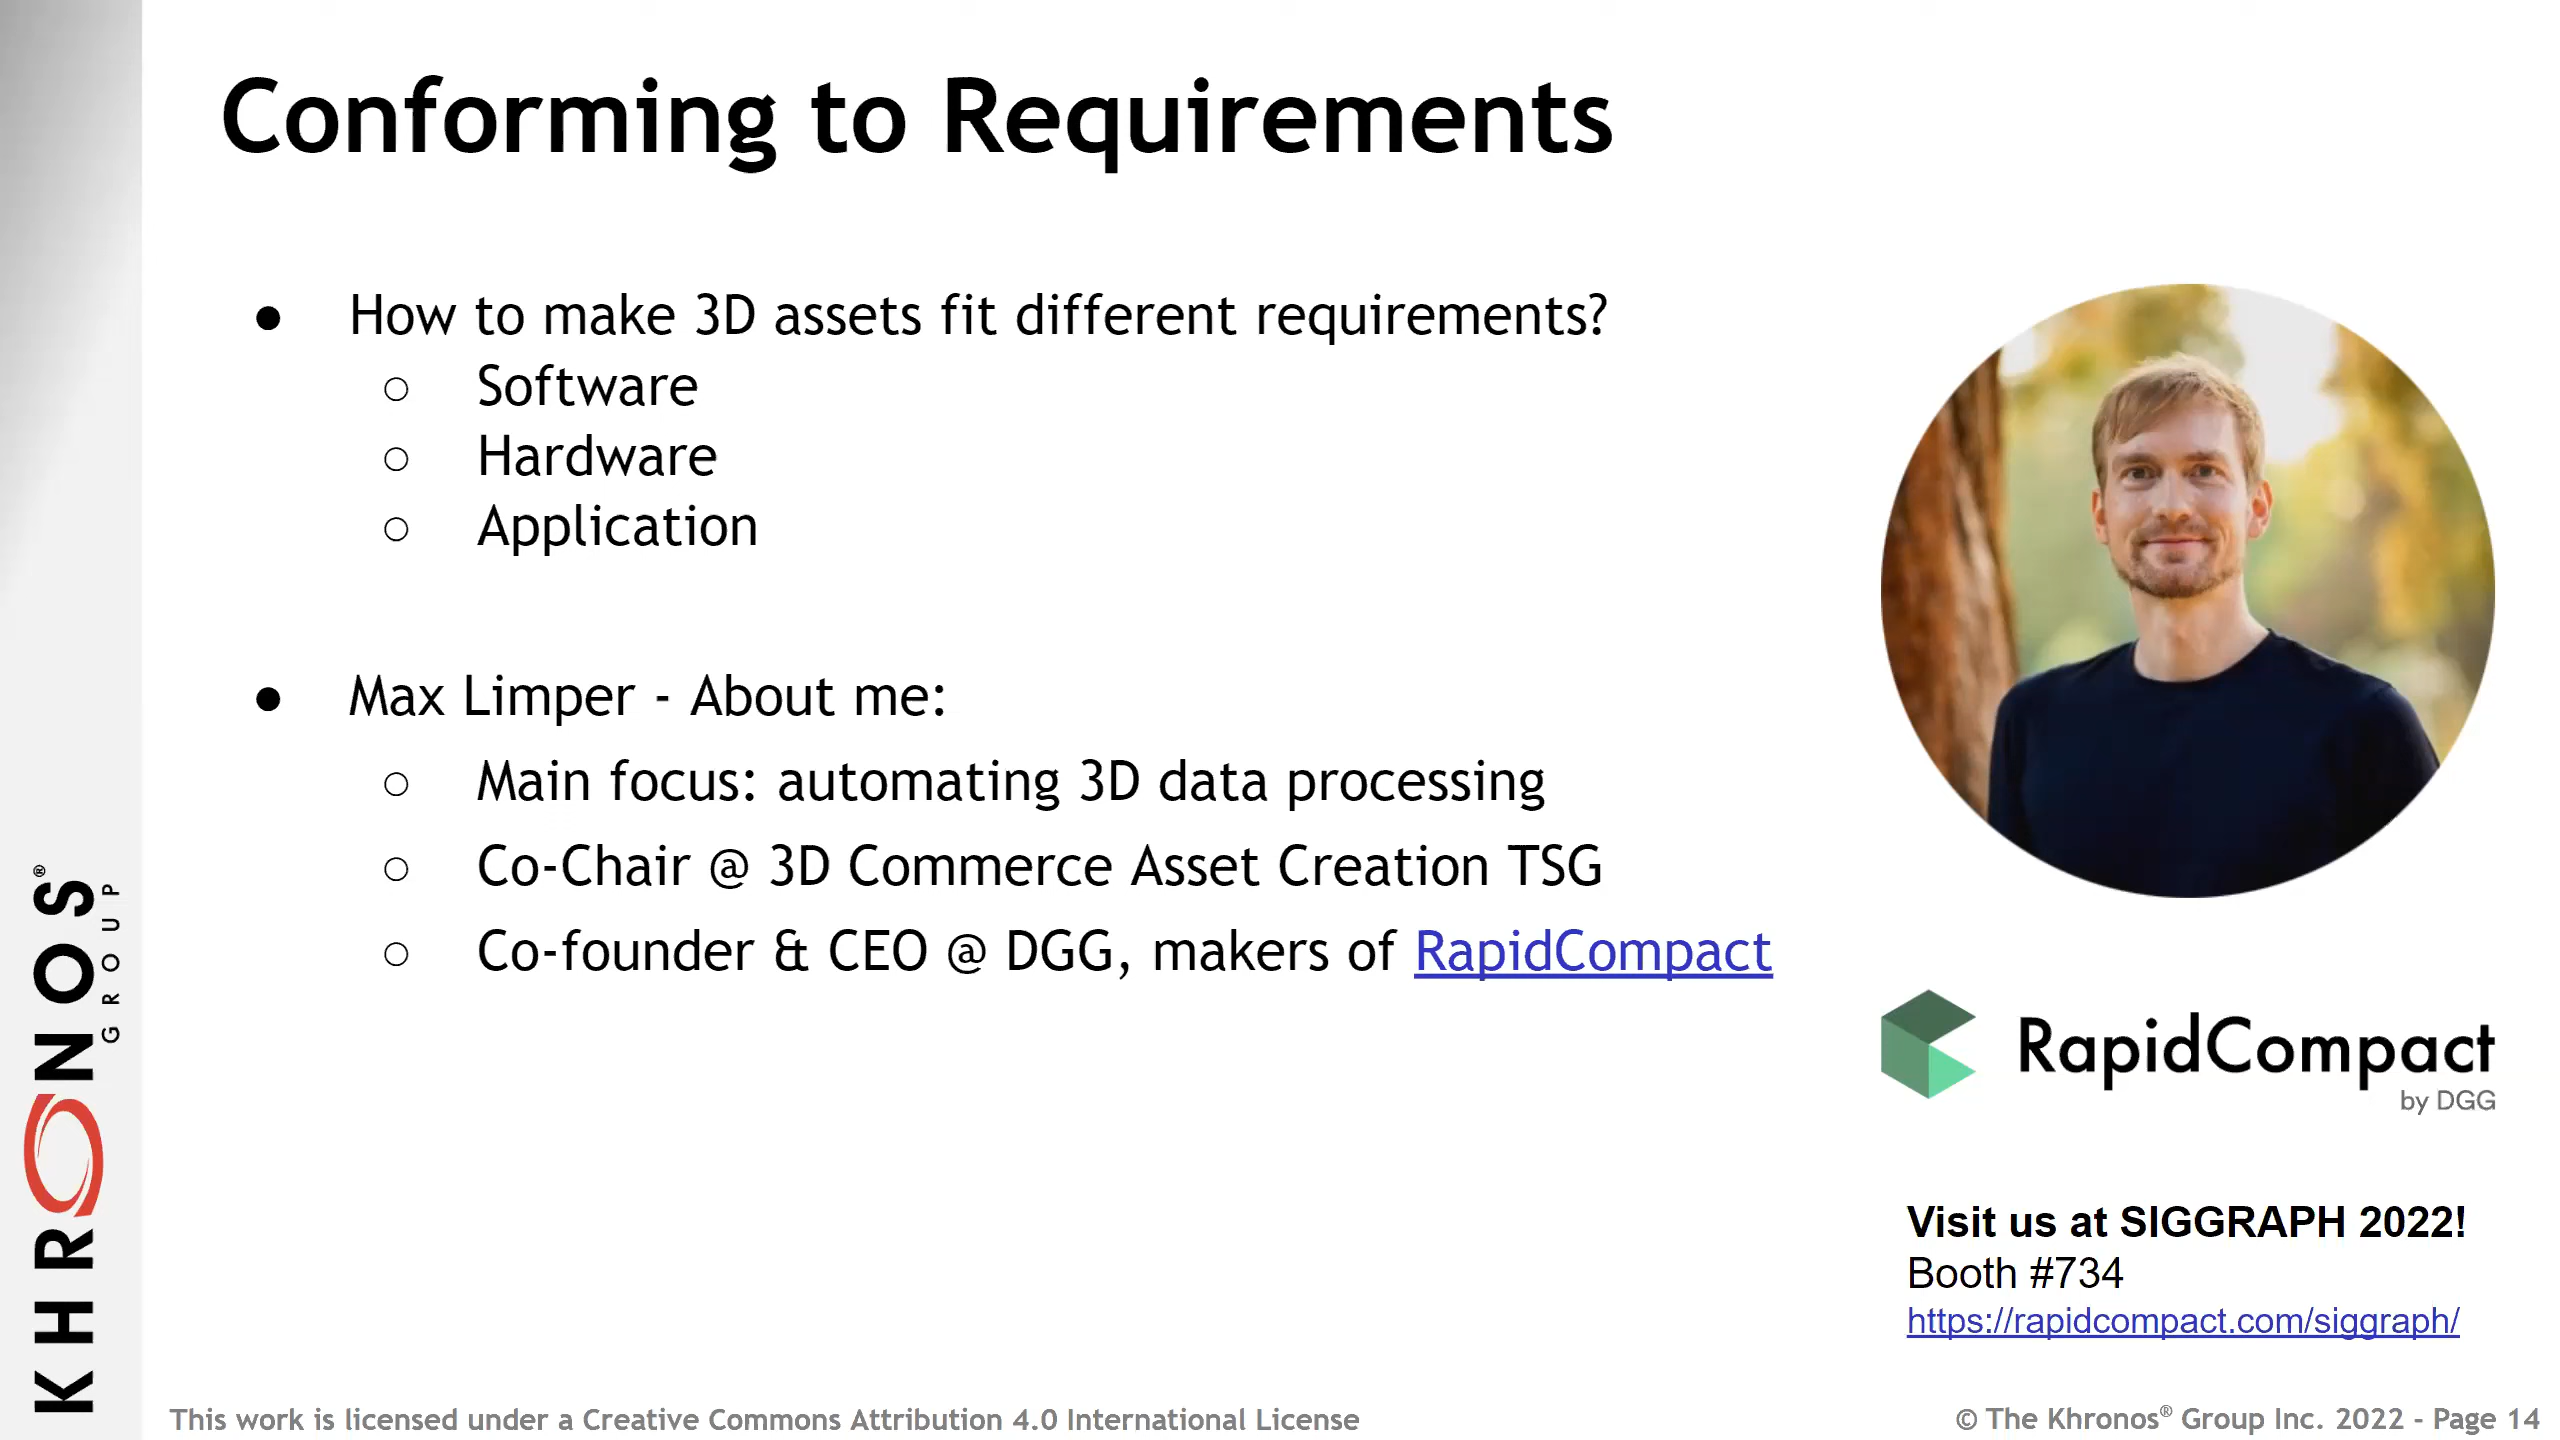 Conforming to Requirements
● How to make 3D assets fit different requirements?
○ Software
○ Hardware
○ Application
● Max Limper - About me:
○ Main focus: automating 3D data processing
○ Co-Chair @ 3D Commerce Asset Creation TSG
○ Co-founder & CEO @ DGG, makers of RapidCompact
RapidCompact
by DGG
Visit us at SIGGRAPH 2022!
Booth #734
https://rapidcompact.com/siggraph/
KHRONOS®
GROUP
This work is licensed under a Creative Commons Attribution 4.0 International License
© The Khronos® Group Inc. 2022 - Page 14